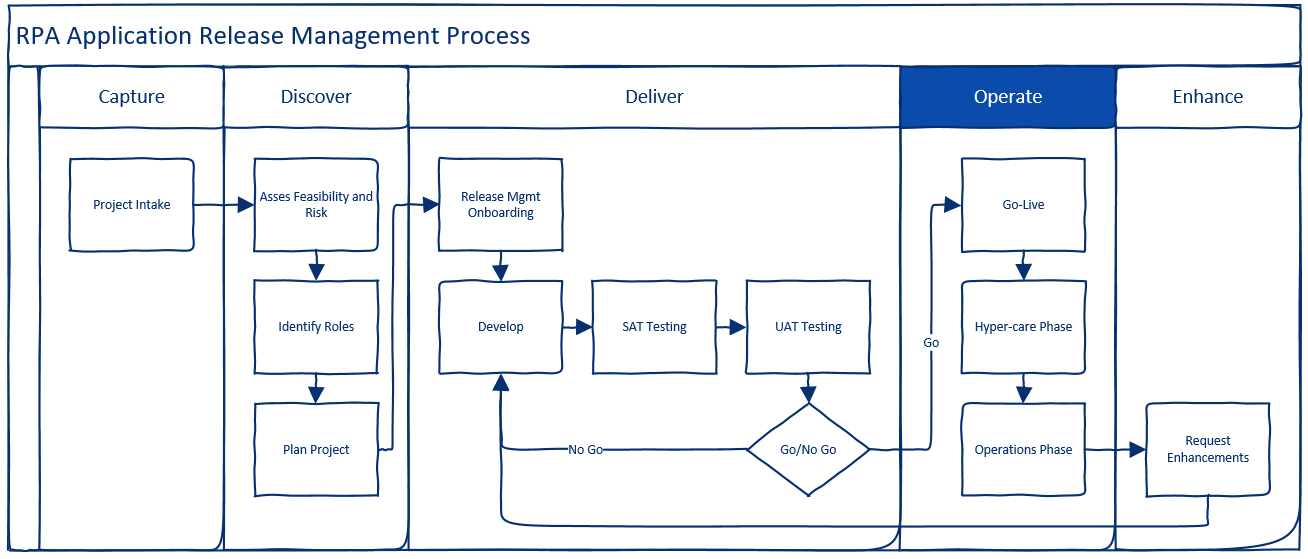 RPA Application Release Management Process
Capture
Discover
Deliver
Operate
Enhance
Project Intake
Asses Feasibility and
Risk
Identify Roles
Plan Project
Release Mgmt
Onboarding
Develop
SAT Testing
UAT Testing
Go/No Go
No Go
Go
Go-Live
Hyper-care Phase
Operations Phase
Request
Enhancements